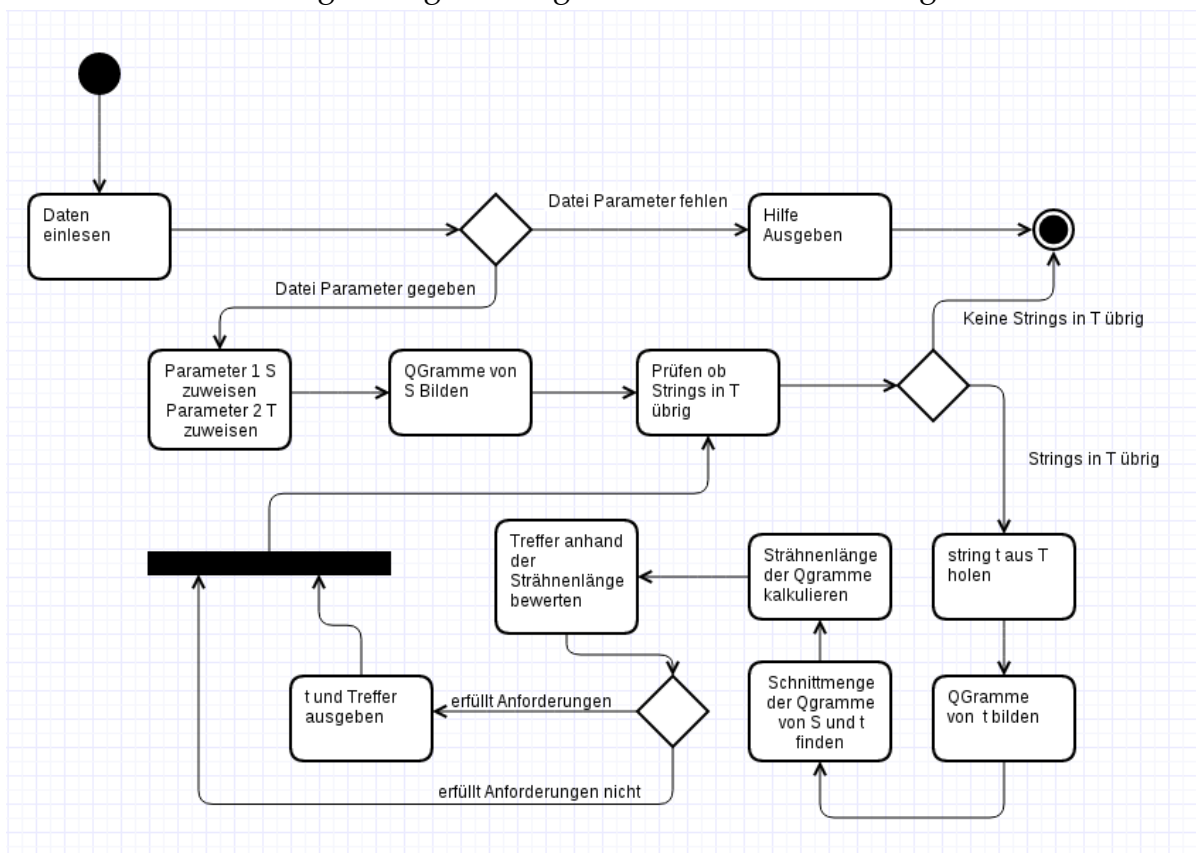 Datei Parameter fehlen
Daten
einlesen
Hilfe
Ausgeben
Datei Parameter gegeben
Keine Strings in T übrig
Parameter 1 S
zuweisen
Parameter 2 T
zuweisen
QGramme von
S Bilden
Prüfen ob
Strings in T
übrig
Strings in T übrig
Treffer anhand
der
Strähnenlänge
bewerten
Strähnenlänge
der Qgramme
kalkulieren
string t aus T
holen
t und Treffer
ausgeben
erfüllt Anforderungen
Schnittmenge
der Qgramme
von S und t
finden
QGramme
von t bilden
erfüllt Anforderungen nicht